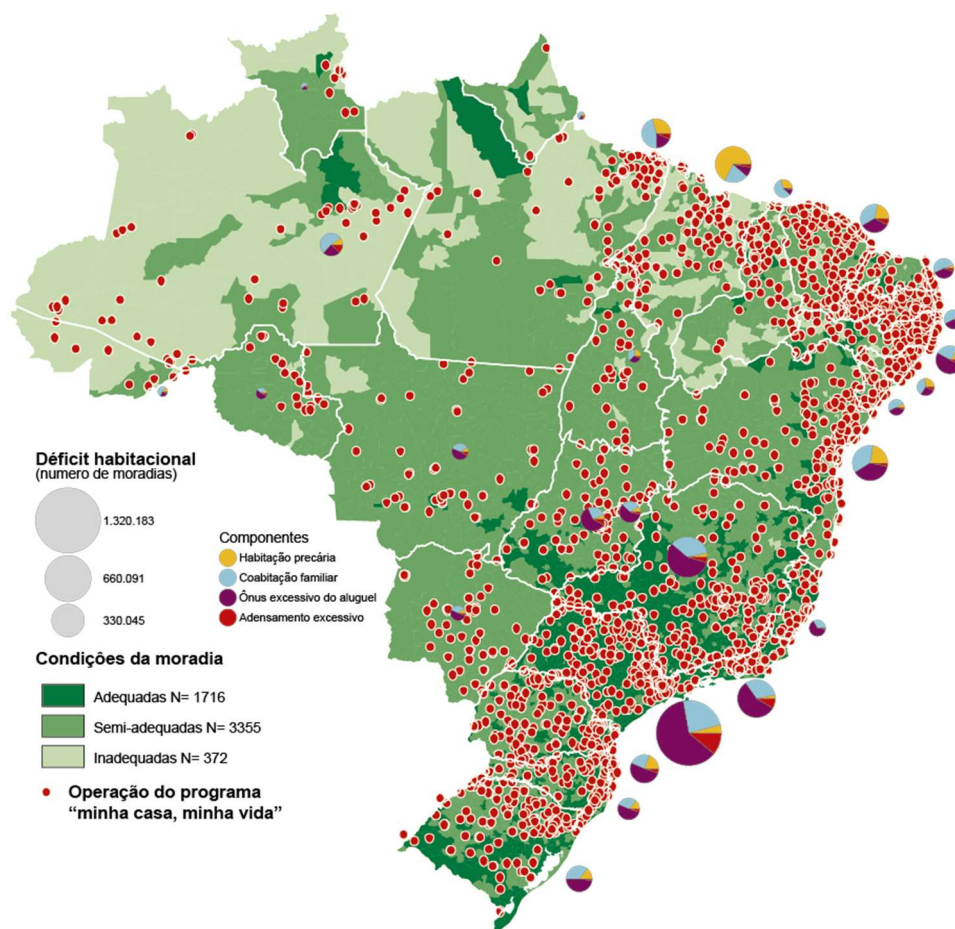 Déficit habitacional
(numero de moradias)
1.320.183
660.091
330.045
Componentes
Habitação precária
Coabitação familiar
Ônus excessivo do aluguel
Adensamento excessivo
Condições da moradia
Adequadas N= 1716
Semi-adequadas N= 3355
Inadequadas N= 372
Operação do programa
“minha casa, minha vida”